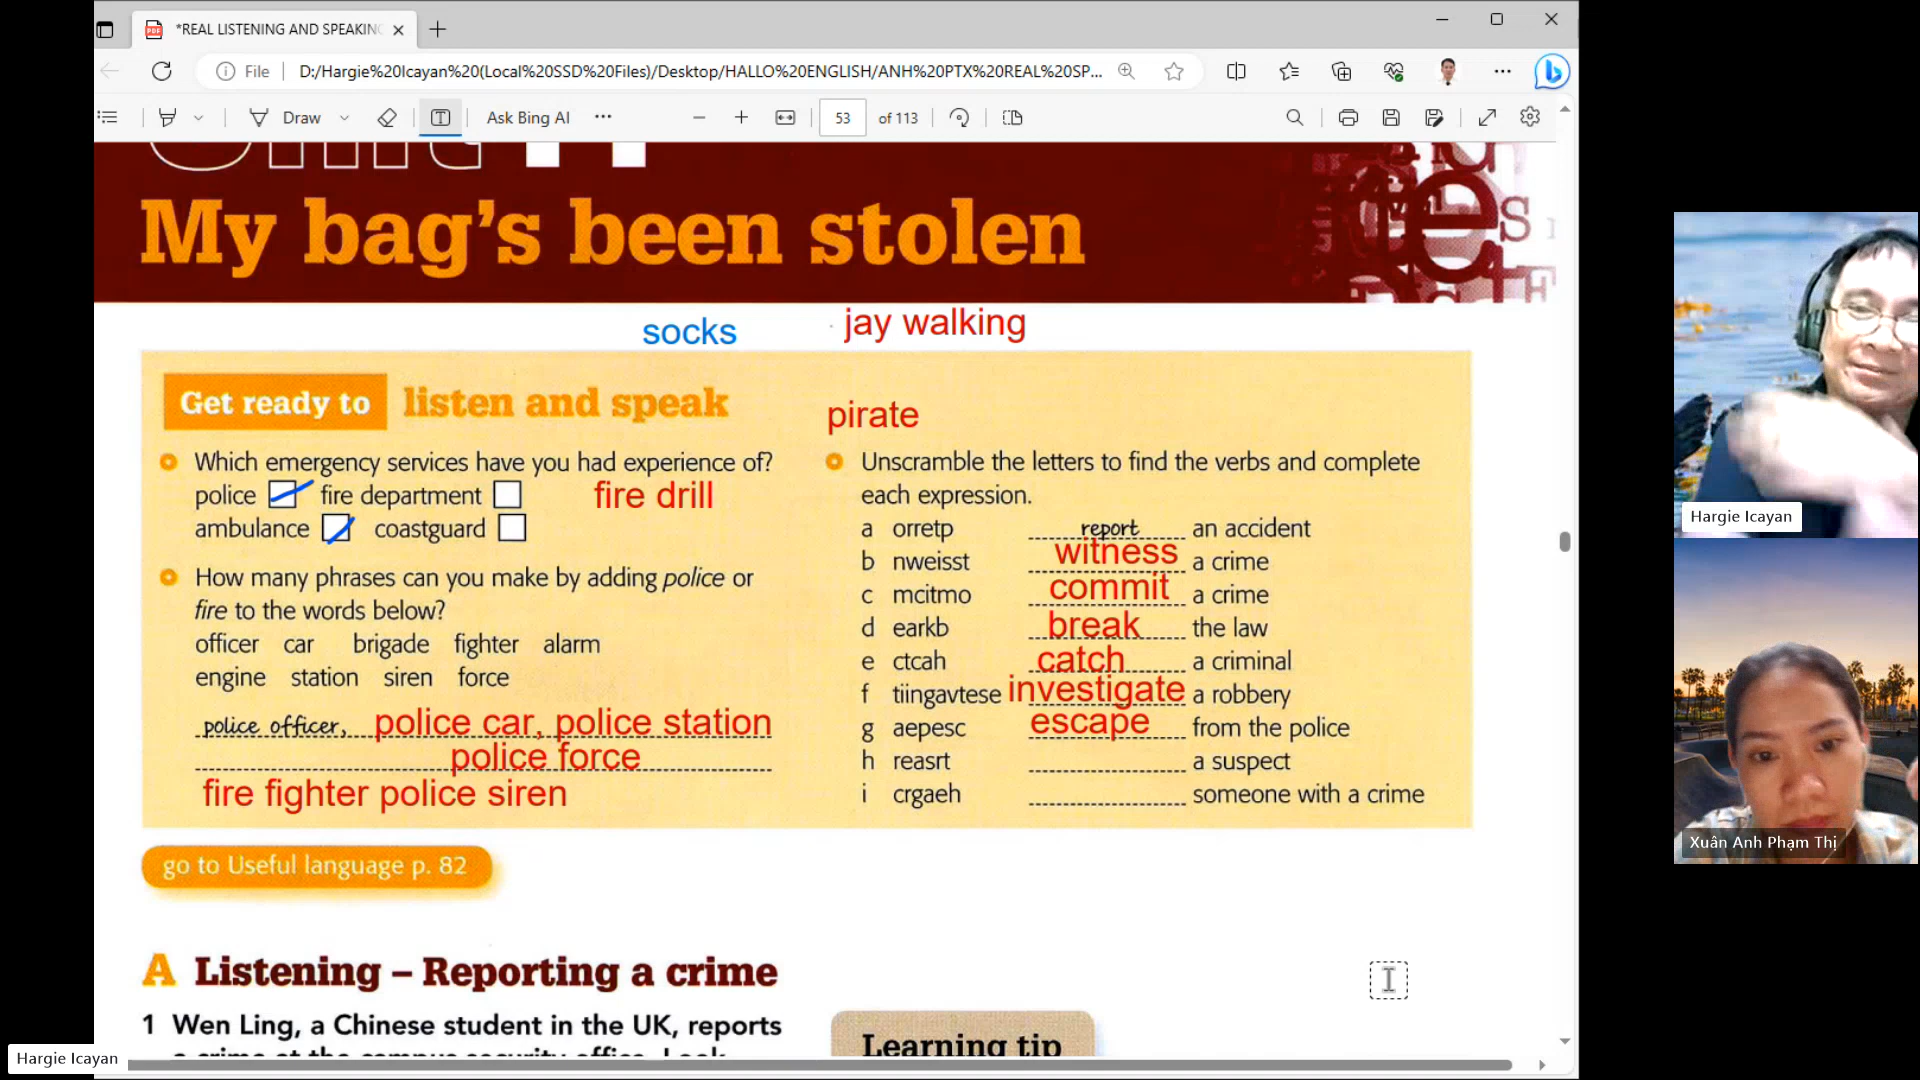 *REAL LISTENING AND SPEAKING
File
D:/Hargie%20Icayan%20(Local%20SSD%20Files)/Desktop/HALLO%20ENGLISH/ANH%20PTX%20REAL%20SP...
Draw
Ask Bing AI
53 of 113
My bag's been stolen
socks
jay walking
Get ready to listen and speak
Which emergency services have you had experience of?
police fire department
fire drill
ambulance coastguard
How many phrases can you make by adding police or
fire to the words below?
officer car brigade fighter alarm
engine station siren force
police officer, police car, police station
police force
fire fighter police siren
pirate
Unscramble the letters to find the verbs and complete
each expression.
a orretp report an accident
b nweisst witness a crime
c mcitmo commit a crime
d earkb break the law
e ctcah catch a criminal
f tiingavtese investigate a robbery
g aepesc escape from the police
h reasrt a suspect
i crgaeh someone with a crime
go to Useful language p. 82
A Listening – Reporting a crime
1 Wen Ling, a Chinese student in the UK, reports
a crime at the campus security office. Look
Learning tip
Hargie Icayan
Xuân Anh Phạm Thị
Hargie Icayan